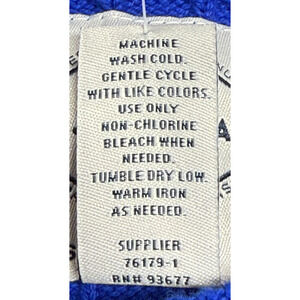 MACHINE
WASH COLD.
GENTLE CYCLE
WITH LIKE COLORS.
USE ONLY
NON-CHLORINE
BLEACH WHEN
NEEDED.
TUMBLE DRY LOW.
WARM IRON
AS NEEDED.
SUPPLIER
76179-1
RN# 93677